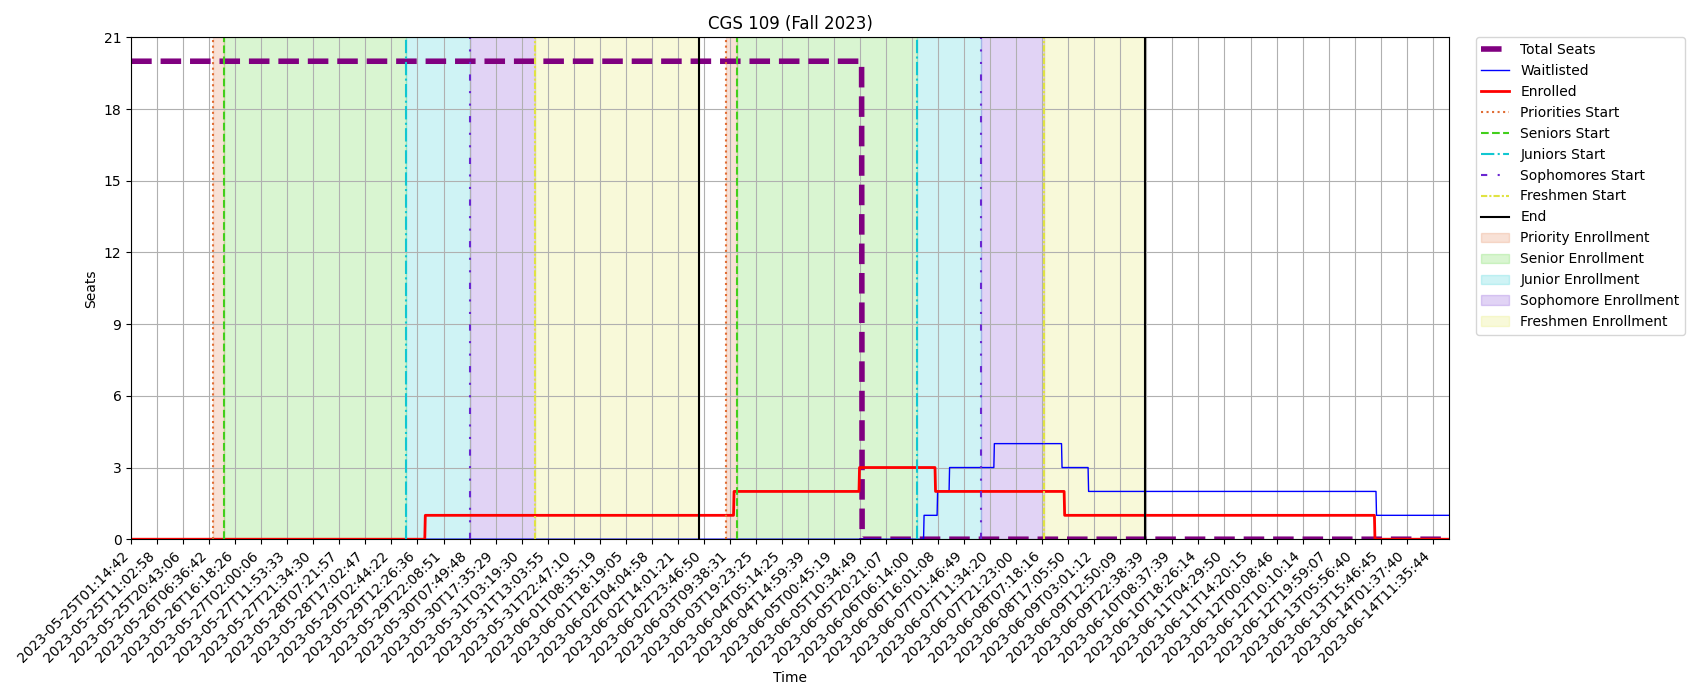 CGS 109 (Fall 2023)
21
18
15
12
9
6
3
0
Seats
2023-05-25T01:14:42
2023-05-25T11:02:58
2023-05-25T20:43:06
2023-05-26T06:36:42
2023-05-26T16:18:26
2023-05-27T02:00:06
2023-05-27T11:53:33
2023-05-27T21:34:30
2023-05-28T07:21:57
2023-05-28T17:02:47
2023-05-29T02:44:22
2023-05-29T12:26:36
2023-05-29T22:08:51
2023-05-30T07:49:48
2023-05-30T17:35:29
2023-05-31T03:19:30
2023-05-31T13:03:55
2023-05-31T22:47:10
2023-06-01T08:35:19
2023-06-01T18:19:05
2023-06-02T04:04:58
2023-06-02T14:01:21
2023-06-02T23:46:50
2023-06-03T09:38:31
2023-06-03T19:23:25
2023-06-04T05:14:25
2023-06-04T14:59:39
2023-06-05T00:45:19
2023-06-05T10:34:49
2023-06-05T20:21:07
2023-06-06T06:14:00
2023-06-06T16:01:08
2023-06-07T01:46:49
2023-06-07T11:34:20
2023-06-07T21:23:00
2023-06-08T07:18:16
2023-06-08T17:05:50
2023-06-09T03:01:12
2023-06-09T12:50:09
2023-06-09T22:38:39
2023-06-10T08:37:39
2023-06-10T18:26:14
2023-06-11T04:29:50
2023-06-11T14:20:15
2023-06-12T00:08:46
2023-06-12T10:10:14
2023-06-12T19:59:07
2023-06-13T05:56:40
2023-06-13T15:46:45
2023-06-14T01:37:40
2023-06-14T11:35:44
Time
Total Seats
Waitlisted
Enrolled
Priorities Start
Seniors Start
Juniors Start
Sophomores Start
Freshmen Start
End
Priority Enrollment
Senior Enrollment
Junior Enrollment
Sophomore Enrollment
Freshmen Enrollment